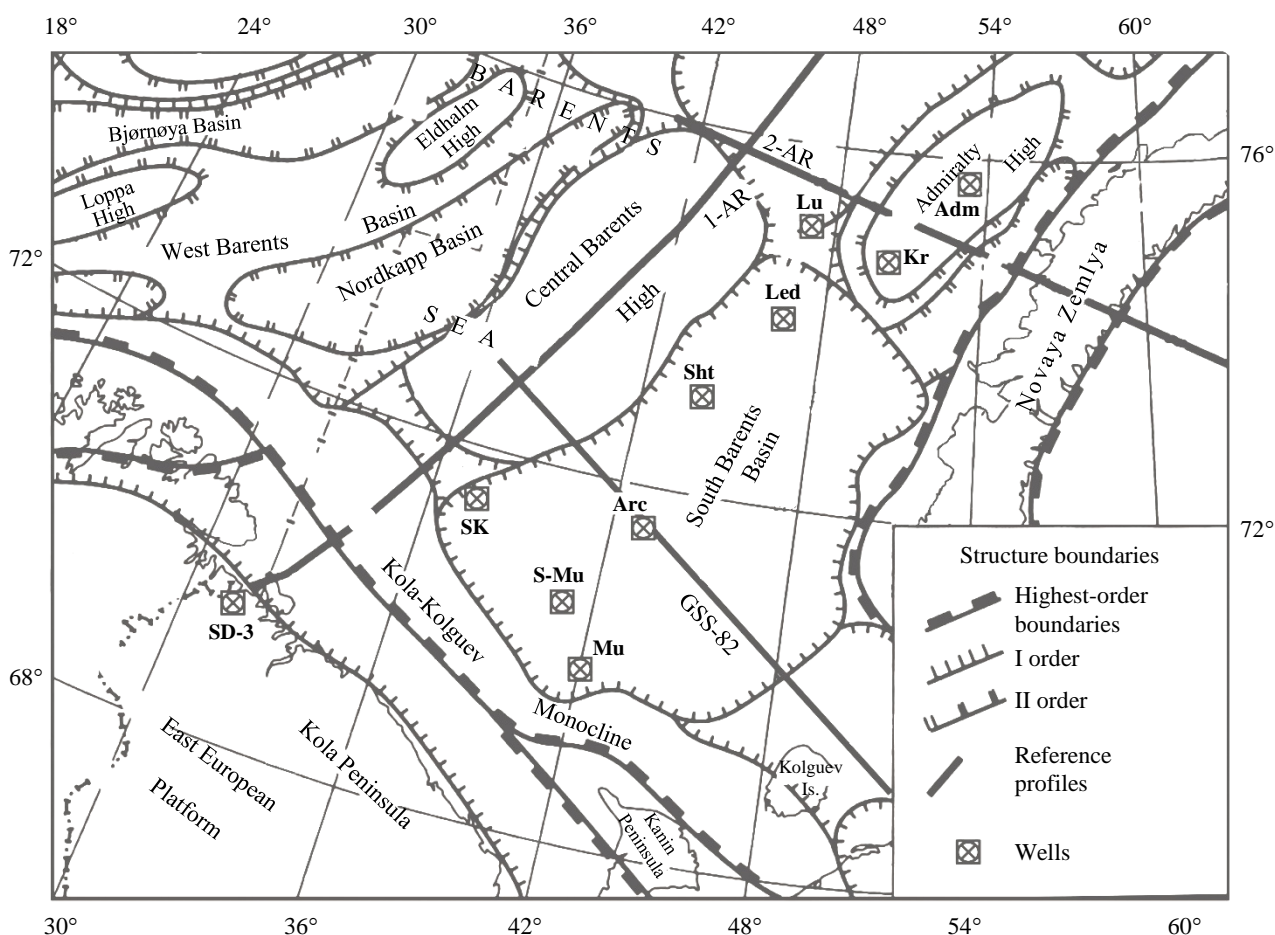 18° 24° 30° 36° 42° 48° 54° 60°
BARENTS
Bjørnøya Basin
Eldhalm
High
2-AR
76°
Loppa
High
Admiralty
High
Adm
1-AR
Lu
West Barents
Basin
Nordkapp Basin
Central Barents
High
Kr
72°
Novaya Zemlya
Led
SEA
Sht
South Barents
Basin
SK
Arc
72°
S-Mu
Kola-Kolguev
Monocline
GSS-82
SD-3
Mu
68°
East European
Platform
Kola Peninsula
Kolguev
Is.
Kanin
Peninsula
Structure boundaries
Highest-order
boundaries
I order
II order
Reference
profiles
Wells
30° 36° 42° 48° 54° 60°